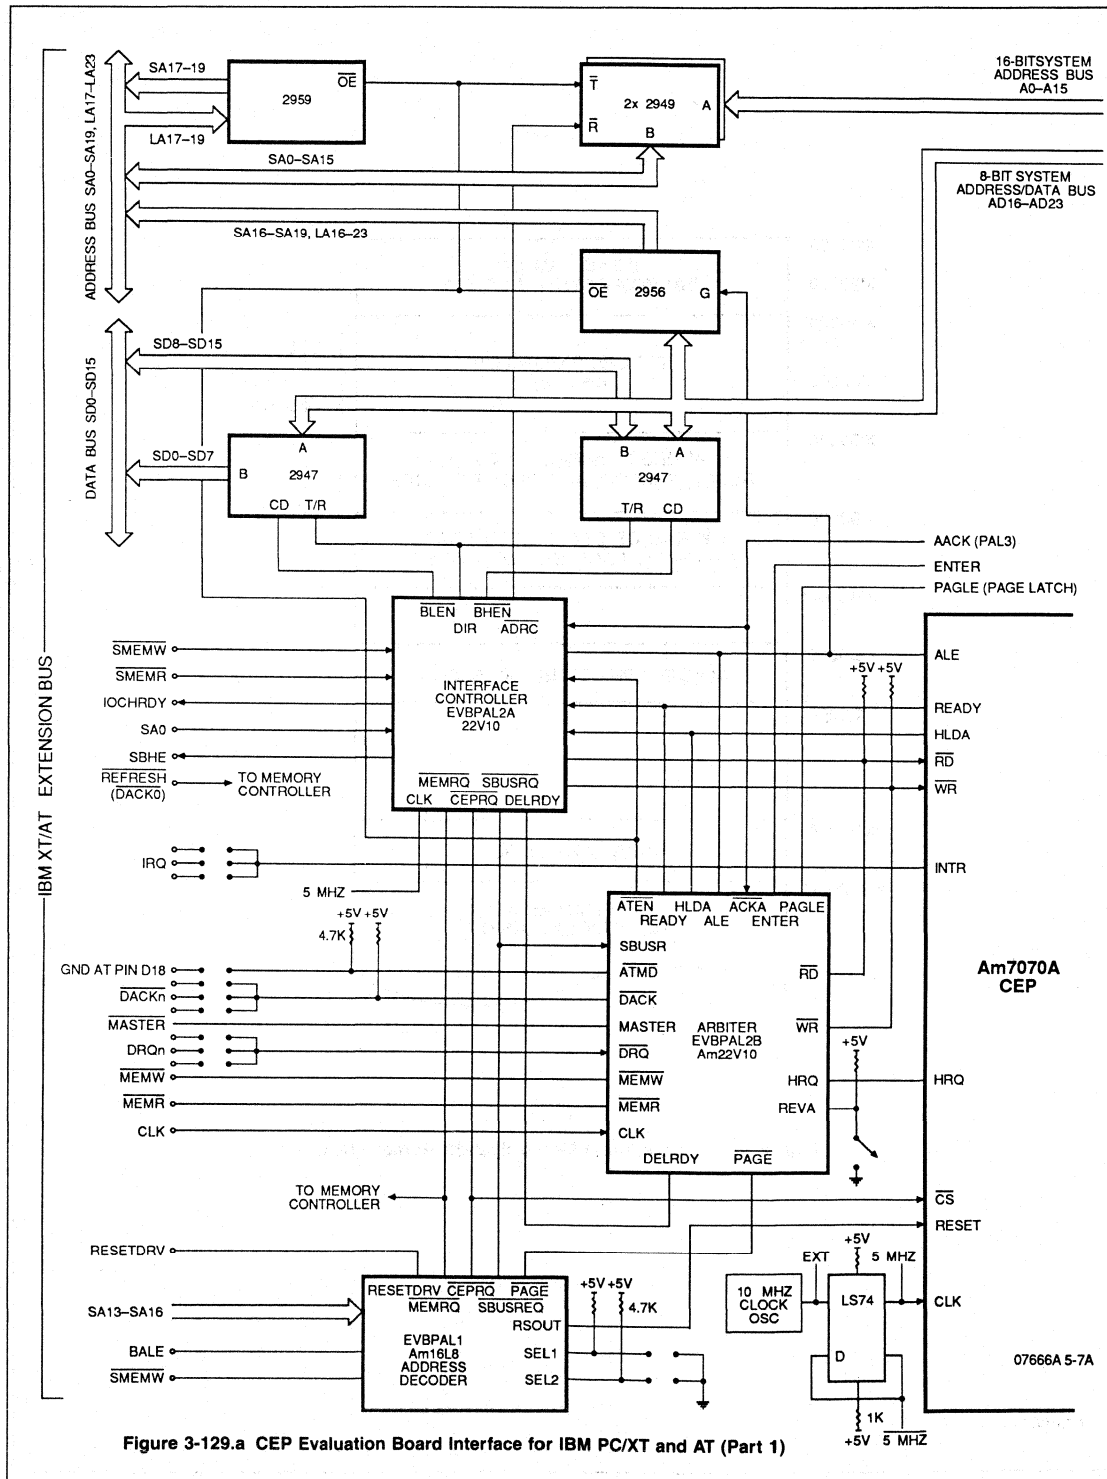 IBM XT/AT EXTENSION BUS
ADDRESS BUS SA0–SA19, LA17–LA23
SA17–19
LA17–19
OE
2959
T
R
2x 2949
A
B
16-BITSYSTEM
ADDRESS BUS
A0–A15
SA0–SA15
SA16–SA19, LA16–23
8-BIT SYSTEM
ADDRESS/DATA BUS
AD16–AD23
OE
2956
G
DATA BUS SD0–SD15
SD8–SD15
SD0–SD7
A
B
2947
CD T/R
B A
2947
T/R CD
AACK (PAL3)
ENTER
PAGLE (PAGE LATCH)
BLEN BHEN
DIR ADRC
INTERFACE
CONTROLLER
EVBPAL2A
22V10
MEMRQ SBUSRQ
CLK CEPRQ DELRDY
SMEMW
SMEMR
IOCHRDY
SA0
SBHE
REFRESH
(DACK0)
TO MEMORY
CONTROLLER
+5V +5V
ALE
READY
HLDA
RD
WR
INTR
IRQ
5 MHZ
+5V +5V
4.7K
GND AT PIN D18
DACKn
MASTER
DRQn
MEMW
MEMR
CLK
ATEN HLDA ACKA PAGLE
READY ALE ENTER
SBUSR
ATMD
DACK
MASTER
DRQ
MEMW
MEMR
CLK
ARBITER
EVBPAL2B
Am22V10
RD
WR
HRQ
REVA
DELRDY PAGE
+5V
Am7070A
CEP
HRQ
CS
RESET
CLK
TO MEMORY
CONTROLLER
RESETDRV
SA13–SA16
BALE
SMEMW
RESETDRV CEPRQ PAGE
MEMRQ SBUSREQ
RSOUT
EVBPAL1
Am16L8
ADDRESS
DECODER
SEL1
SEL2
+5V +5V
4.7K
+5V
EXT 5 MHZ
10 MHZ
CLOCK
OSC
LS74
D
1K
+5V 5 MHZ
07666A 5-7A
Figure 3-129.a CEP Evaluation Board Interface for IBM PC/XT and AT (Part 1)